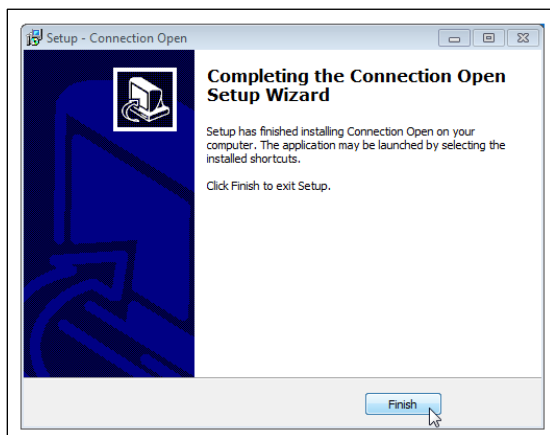 Setup - Connection Open
Completing the Connection Open
Setup Wizard
Setup has finished installing Connection Open on your
computer. The application may be launched by selecting the
installed shortcuts.
Click Finish to exit Setup.
Finish